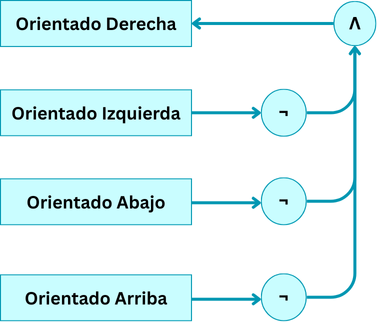 Orientado Derecha
Λ
Orientado Izquierda
¬
Orientado Abajo
¬
Orientado Arriba
¬